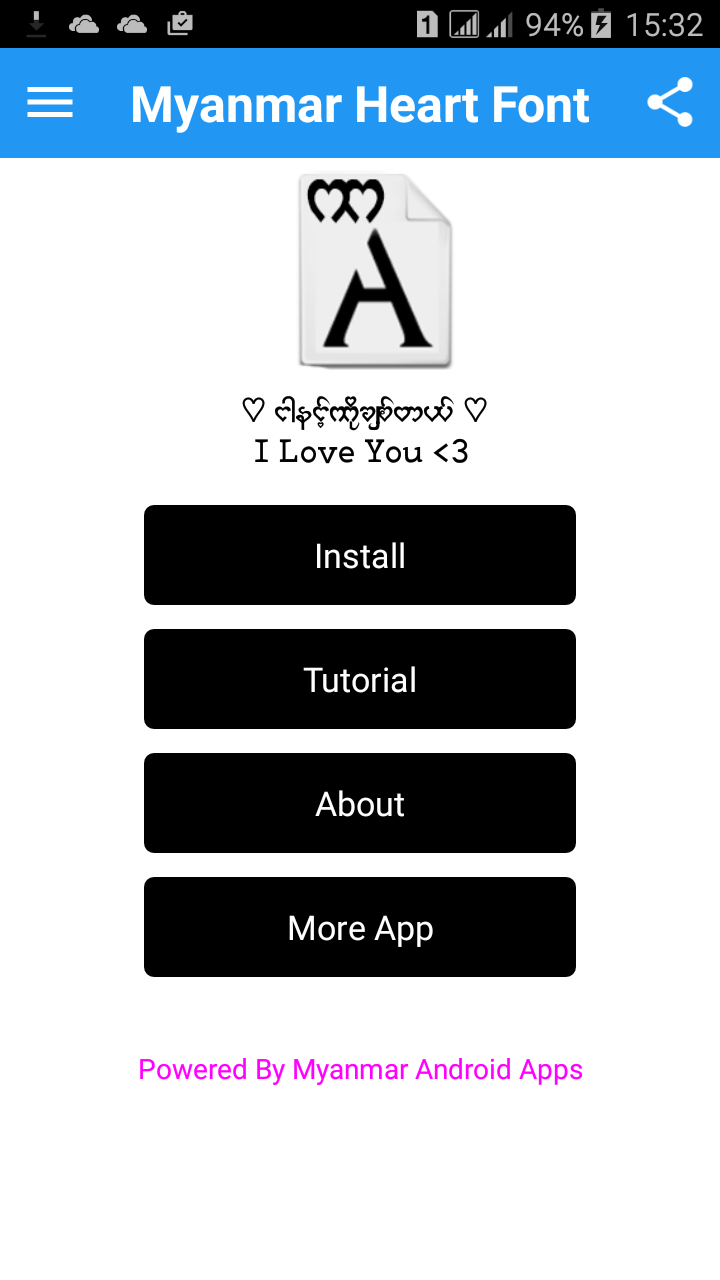 1 94% 15:32
Myanmar Heart Font
က
A
♡ ငါနင့်ကိုချစ်တယ် ♡
I Love You <3
Install
Tutorial
About
More App
Powered By Myanmar Android Apps